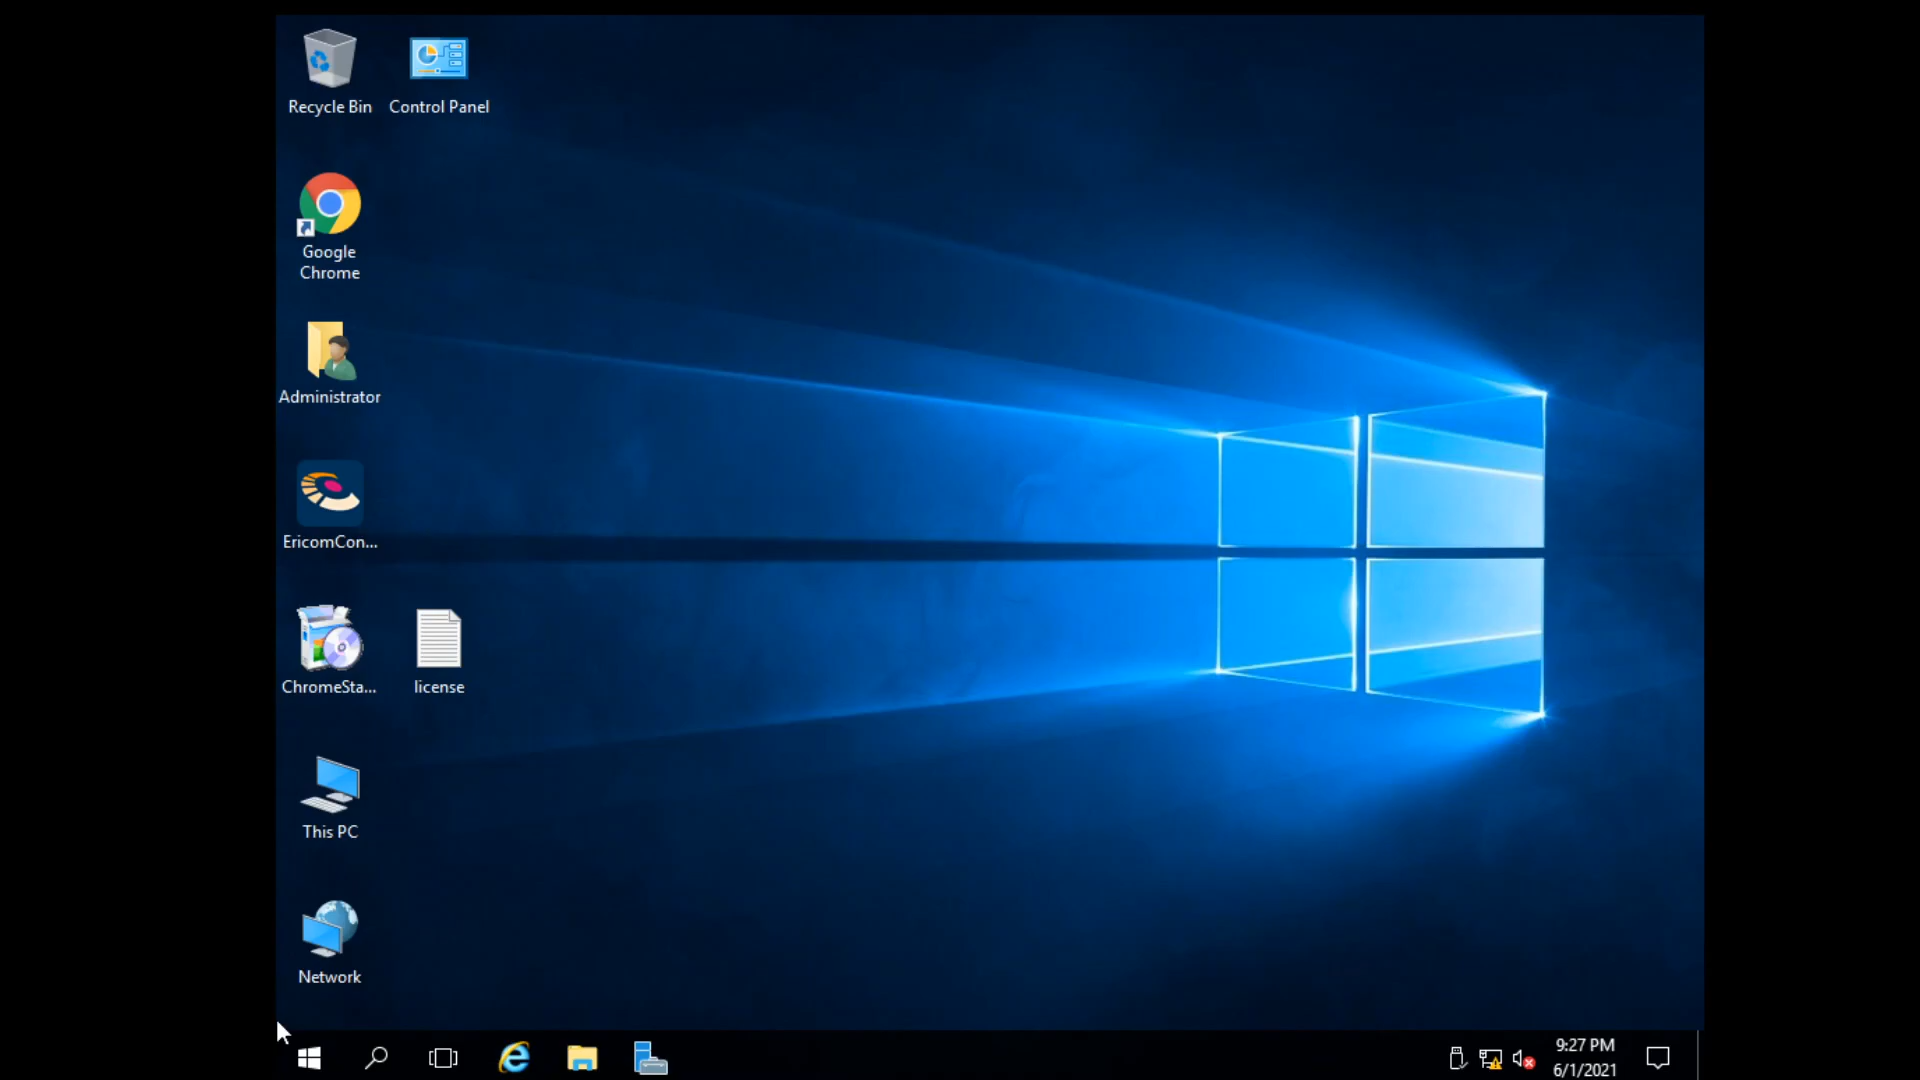 Recycle Bin
Control Panel
Google
Chrome
Administrator
EricomCon...
ChromeSta...
license
This PC
Network
9:27 PM
6/1/2021